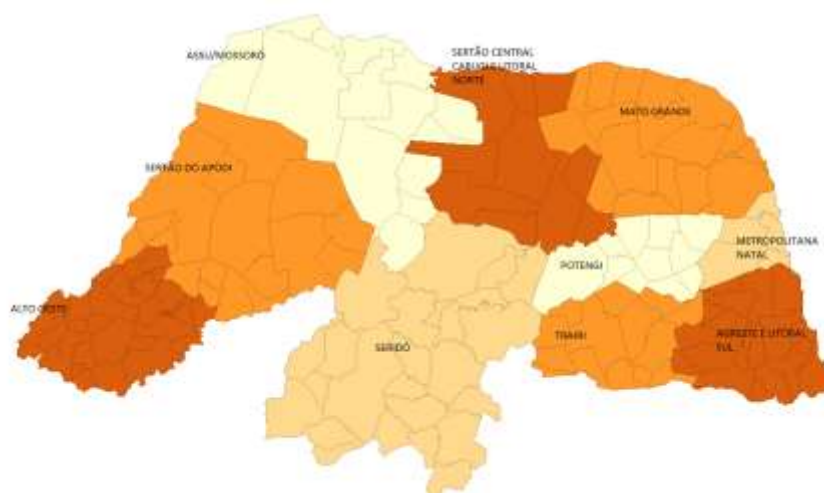 ASSU/MOSSORÓ
SERTÃO CENTRAL
CABUGI E LITORAL
NORTE
MATO GRANDE
SERTÃO DO APODI
METROPOLITANA
NATAL
POTENGI
ALTO OESTE
TRAIRI
AGRESTE E LITORAL
SUL
SERIDÓ